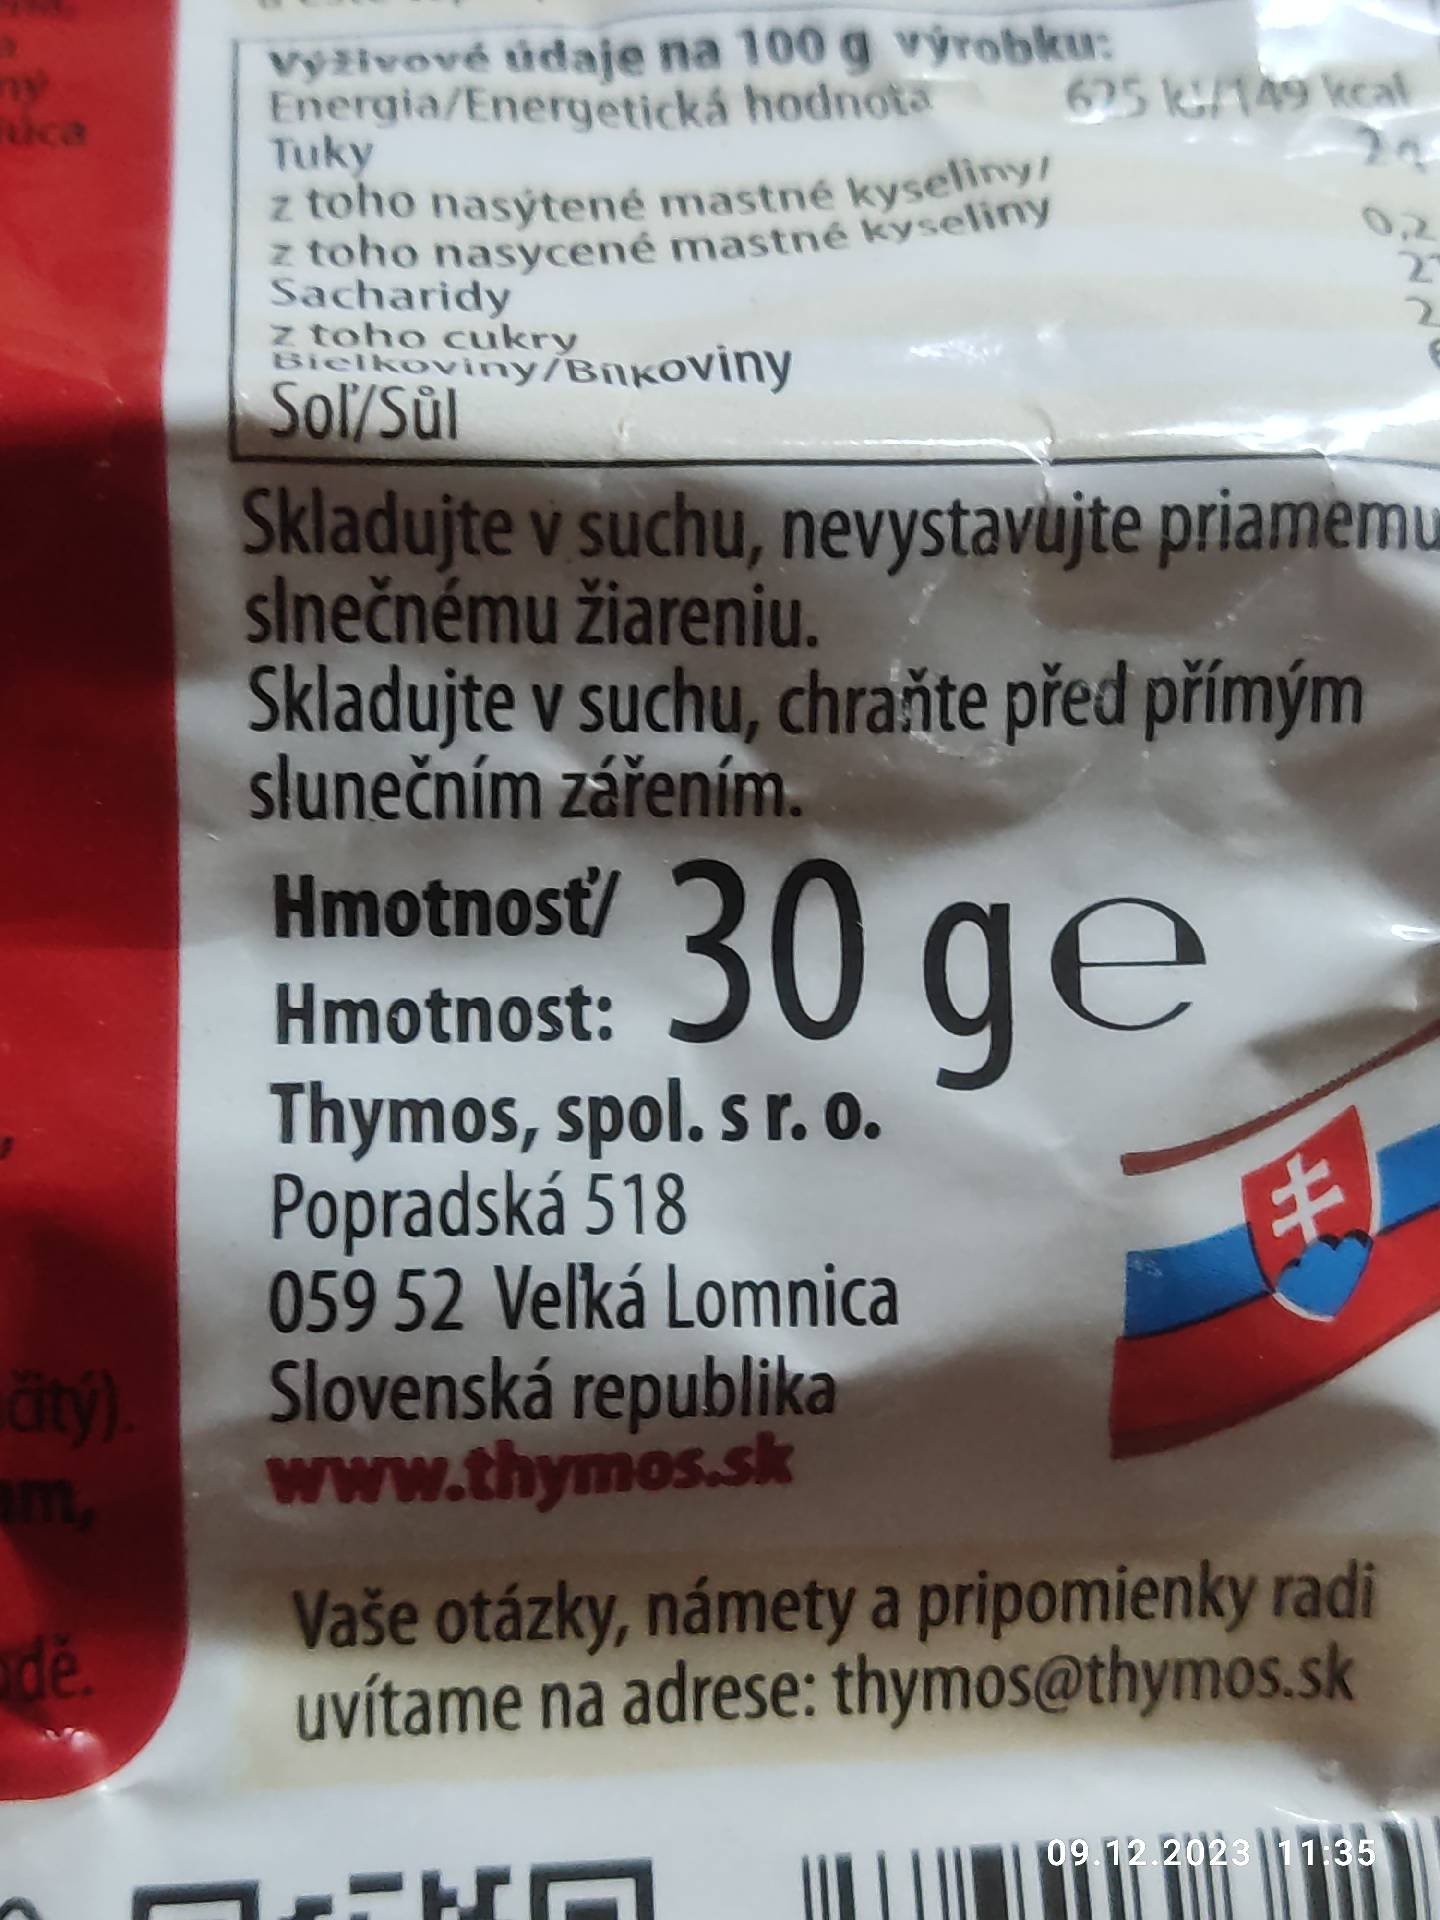 Výživové údaje na 100 g výrobku:
Energia/Energetická hodnota 625 kJ/149 kcal
Tuky 2 g
z toho nasýtené mastné kyseliny/
z toho nasycené mastné kyseliny 0,2
Sacharidy
z toho cukry
Bielkoviny/Bílkoviny
Soľ/Sůl
Skladujte v suchu, nevystavujte priamemu
slnečnému žiareniu.
Skladujte v suchu, chraňte před přímým
slunečním zářením.
Hmotnosť/
Hmotnost: 30 g e
Thymos, spol. s r. o.
Popradská 518
059 52 Veľká Lomnica
Slovenská republika
www.thymos.sk
Vaše otázky, námety a pripomienky radi
uvítame na adrese: thymos@thymos.sk
09.12.2023 11:35